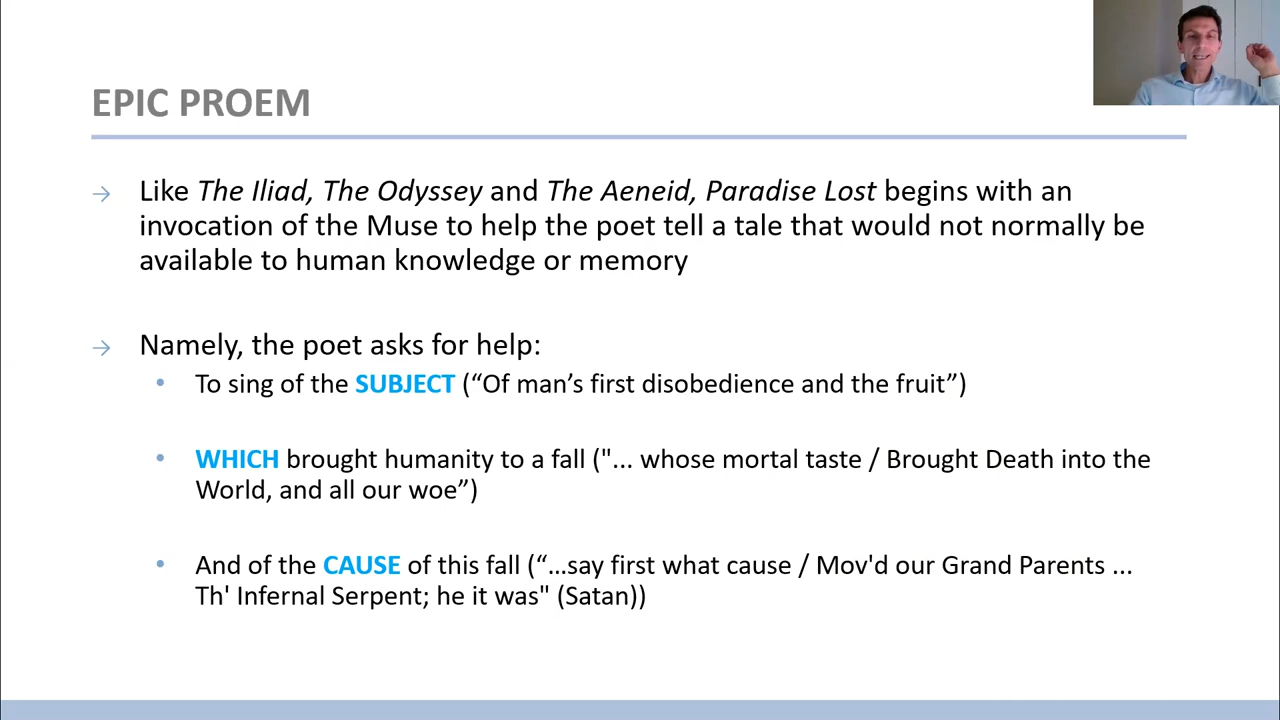 EPIC PROEM
→ Like The Iliad, The Odyssey and The Aeneid, Paradise Lost begins with an
invocation of the Muse to help the poet tell a tale that would not normally be
available to human knowledge or memory
→ Namely, the poet asks for help:
• To sing of the SUBJECT (“Of man’s first disobedience and the fruit”)
• WHICH brought humanity to a fall ("... whose mortal taste / Brought Death into the
World, and all our woe”)
• And of the CAUSE of this fall (“...say first what cause / Mov'd our Grand Parents ...
Th' Infernal Serpent; he it was" (Satan))